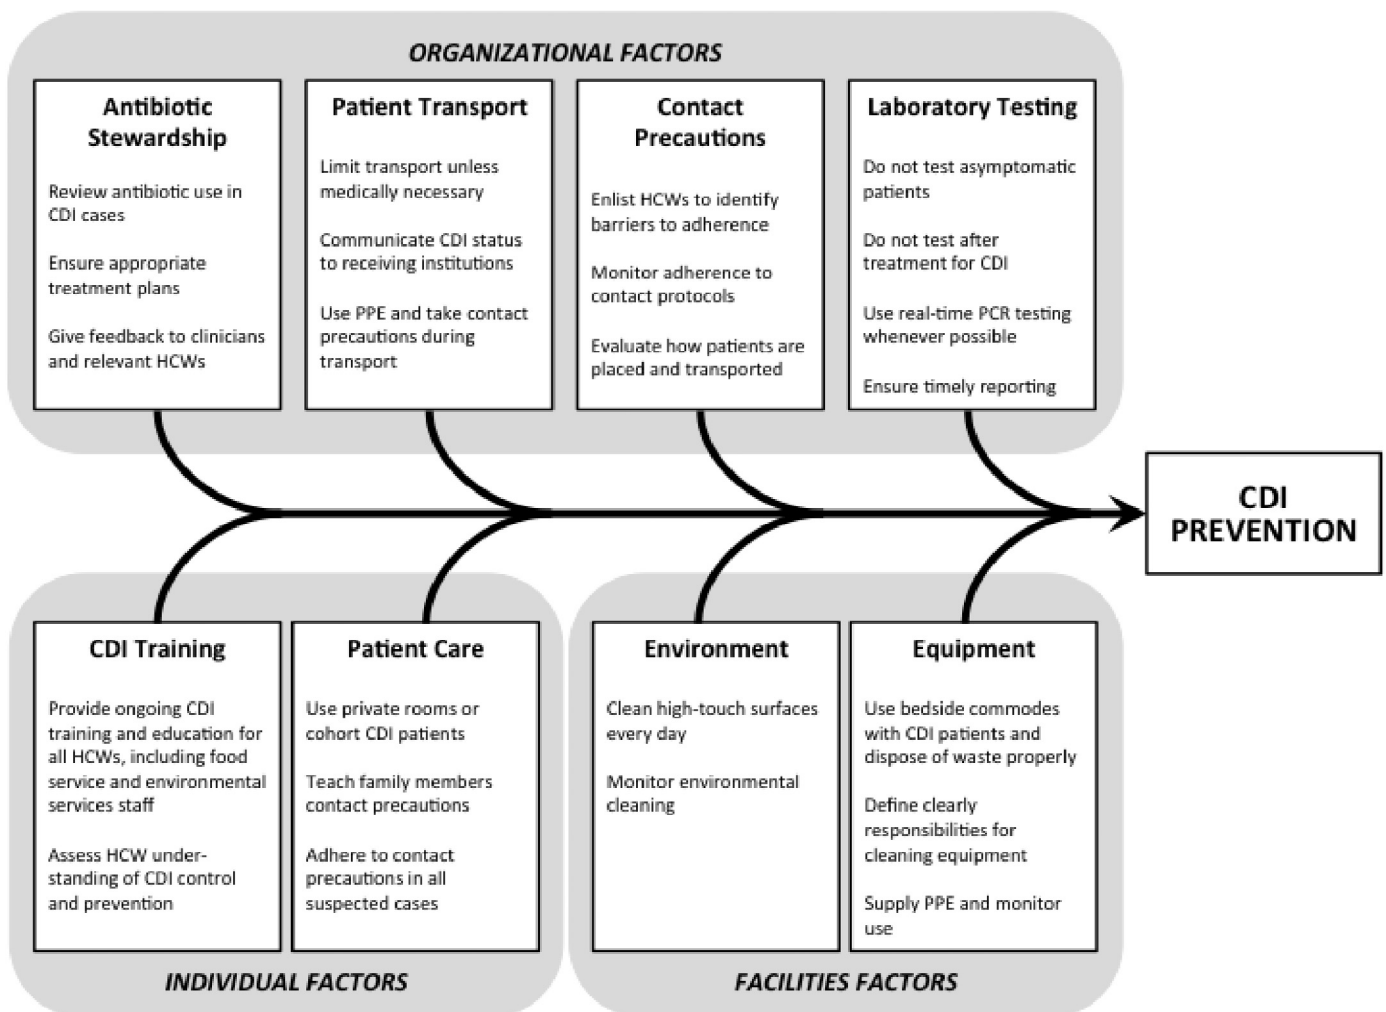 ORGANIZATIONAL FACTORS
Antibiotic
Stewardship
Review antibiotic use in
CDI cases
Ensure appropriate
treatment plans
Give feedback to clinicians
and relevant HCWs
Patient Transport
Limit transport unless
medically necessary
Communicate CDI status
to receiving institutions
Use PPE and take contact
precautions during
transport
Contact
Precautions
Enlist HCWs to identify
barriers to adherence
Monitor adherence to
contact protocols
Evaluate how patients are
placed and transported
Laboratory Testing
Do not test asymptomatic
patients
Do not test after
treatment for CDI
Use real-time PCR testing
whenever possible
Ensure timely reporting
CDI
PREVENTION
CDI Training
Provide ongoing CDI
training and education for
all HCWs, including food
service and environmental
services staff
Assess HCW under-
standing of CDI control
and prevention
Patient Care
Use private rooms or
cohort CDI patients
Teach family members
contact precautions
Adhere to contact
precautions in all
suspected cases
INDIVIDUAL FACTORS
Environment
Clean high-touch surfaces
every day
Monitor environmental
cleaning
Equipment
Use bedside commodes
with CDI patients and
dispose of waste properly
Define clearly
responsibilities for
cleaning equipment
Supply PPE and monitor
use
FACILITIES FACTORS